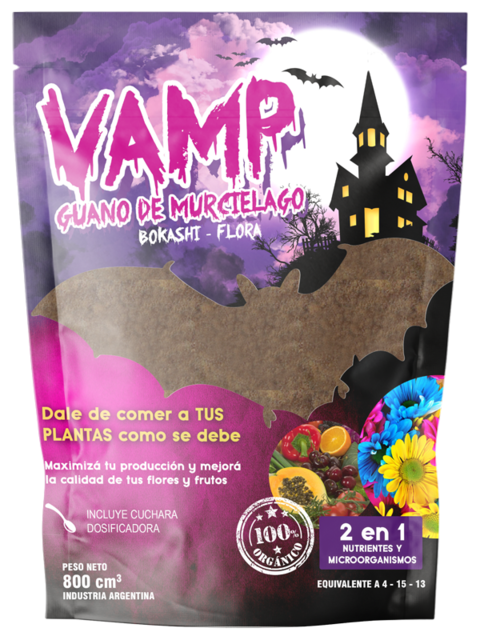 VAMP
GUANO DE MURCIELAGO
BOKASHI - FLORA
Dale de comer a TUS
PLANTAS como se debe
Maximizá tu producción y mejorá
la calidad de tus flores y frutos
INCLUYE CUCHARA
DOSIFICADORA
100%
ORGÁNICO
2 en 1
NUTRIENTES Y
MICROORGANISMOS
PESO NETO
800 cm³
INDUSTRIA ARGENTINA
EQUIVALENTE A 4 - 15 - 13